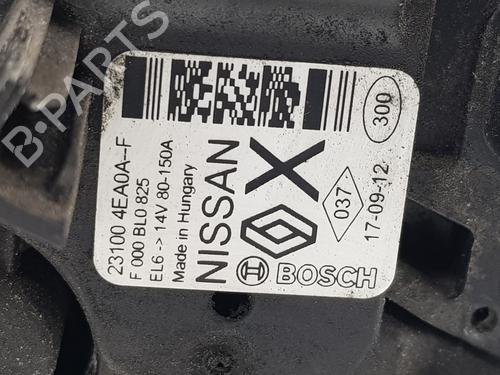 23100 4EA0A-F
F 000 BL0 825
EL6 -> 14V 80-150A
Made in Hungary
NISSAN
X
BOSCH
037
300
17-09-12
B-PARTS